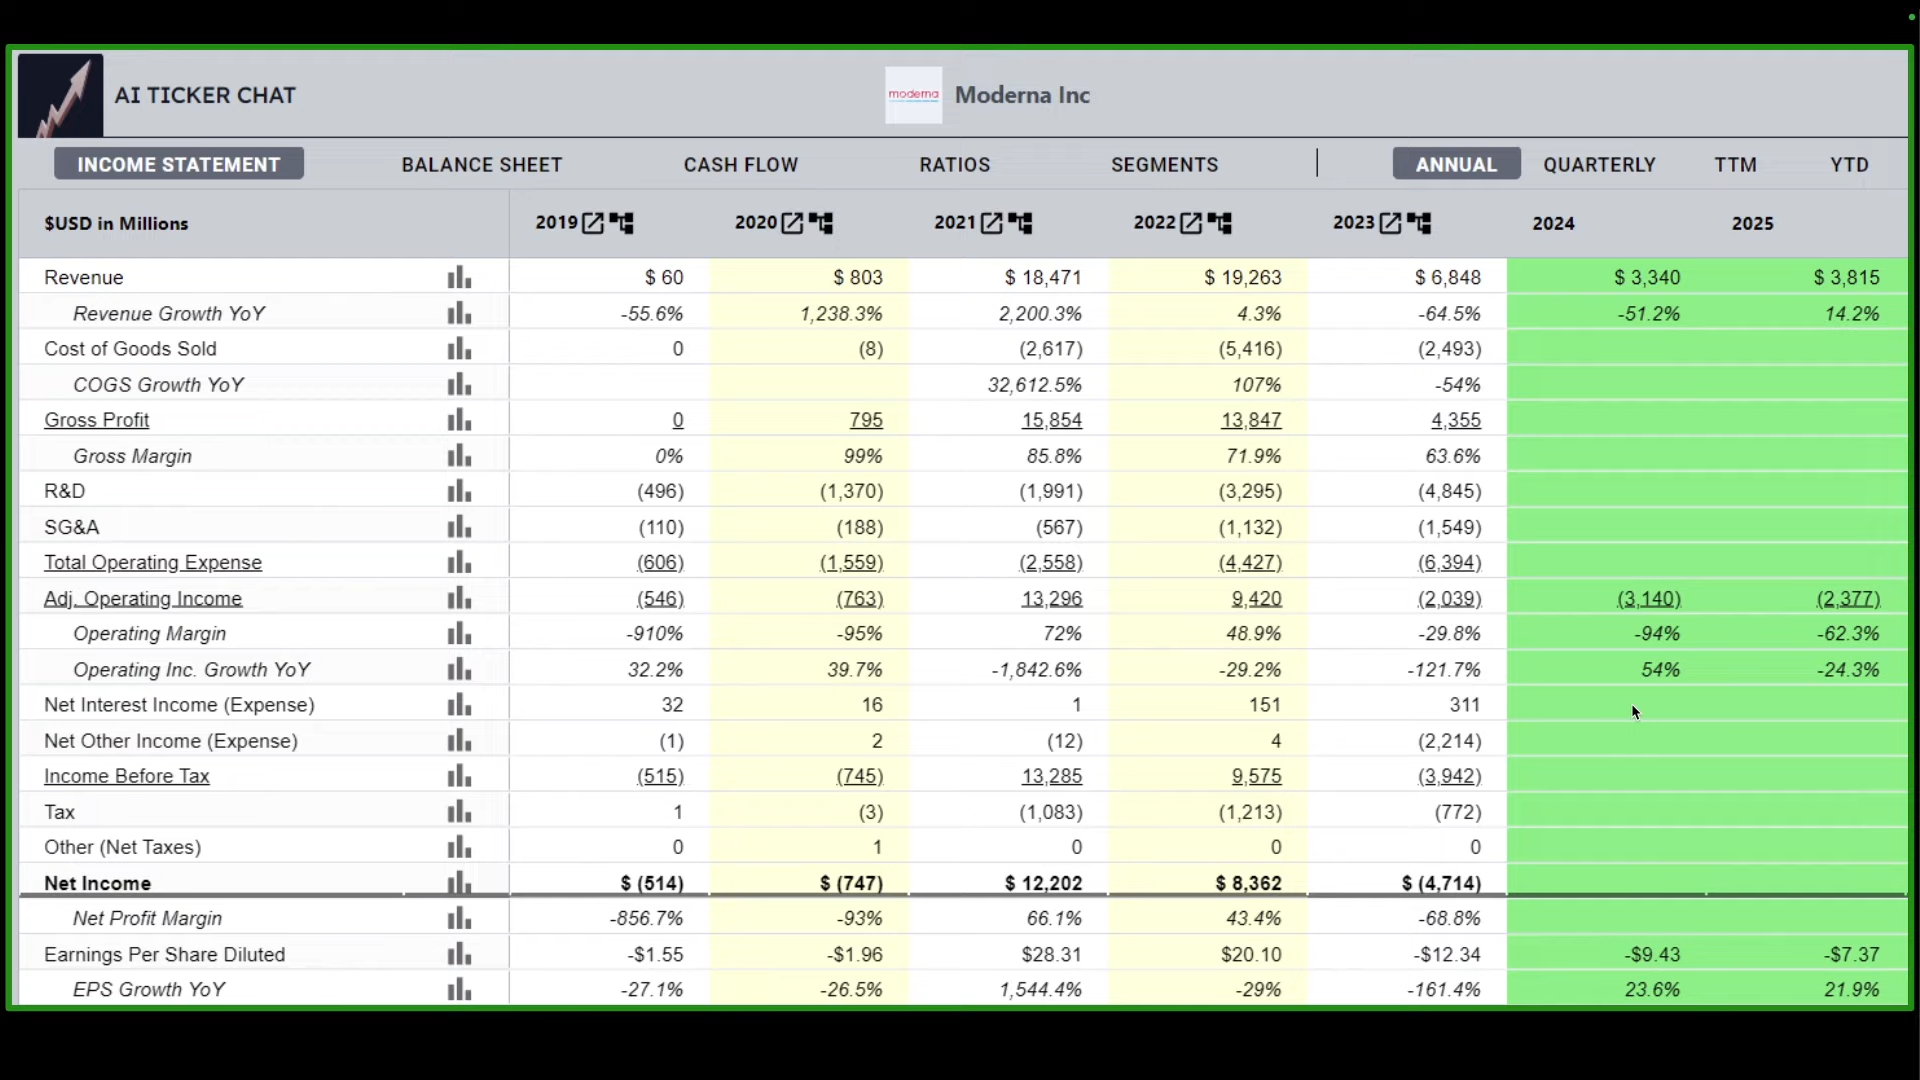 AI TICKER CHAT moderna Moderna Inc
INCOME STATEMENT BALANCE SHEET CASH FLOW RATIOS SEGMENTS ANNUAL QUARTERLY TTM YTD
$USD in Millions 2019 2020 2021 2022 2023 2024 2025
Revenue $ 60 $ 803 $ 18,471 $ 19,263 $ 6,848 $ 3,340 $ 3,815
Revenue Growth YoY -55.6% 1,238.3% 2,200.3% 4.3% -64.5% -51.2% 14.2%
Cost of Goods Sold 0 (8) (2,617) (5,416) (2,493)
COGS Growth YoY 32,612.5% 107% -54%
Gross Profit 0 795 15,854 13,847 4,355
Gross Margin 0% 99% 85.8% 71.9% 63.6%
R&D (496) (1,370) (1,991) (3,295) (4,845)
SG&A (110) (188) (567) (1,132) (1,549)
Total Operating Expense (606) (1,559) (2,558) (4,427) (6,394)
Adj. Operating Income (546) (763) 13,296 9,420 (2,039) (3,140) (2,377)
Operating Margin -910% -95% 72% 48.9% -29.8% -94% -62.3%
Operating Inc. Growth YoY 32.2% 39.7% -1,842.6% -29.2% -121.7% 54% -24.3%
Net Interest Income (Expense) 32 16 1 151 311
Net Other Income (Expense) (1) 2 (12) 4 (2,214)
Income Before Tax (515) (745) 13,285 9,575 (3,942)
Tax 1 (3) (1,083) (1,213) (772)
Other (Net Taxes) 0 1 0 0 0
Net Income $ (514) $ (747) $ 12,202 $ 8,362 $ (4,714)
Net Profit Margin -856.7% -93% 66.1% 43.4% -68.8%
Earnings Per Share Diluted -$1.55 -$1.96 $28.31 $20.10 -$12.34 -$9.43 -$7.37
EPS Growth YoY -27.1% -26.5% 1,544.4% -29% -161.4% 23.6% 21.9%